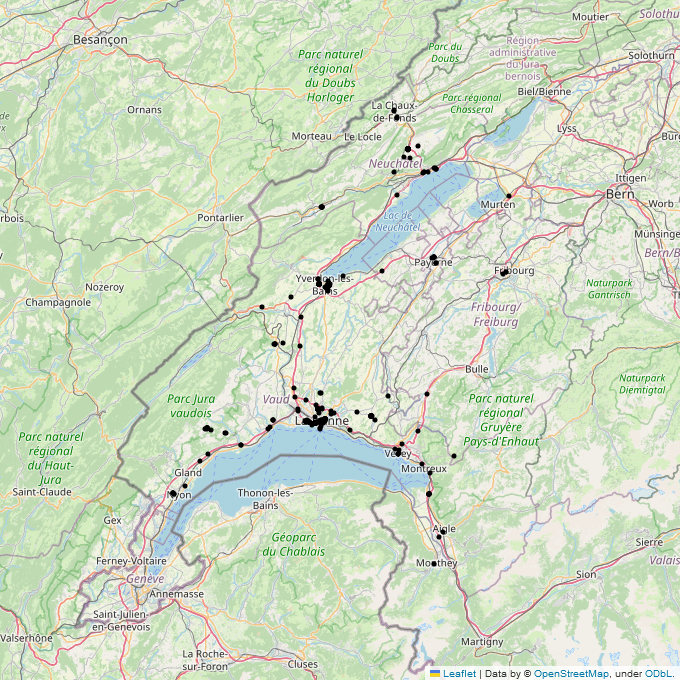 Besançon
Moutier
Solothu
Parc du
Doubs
Région
administrative
du Jura
bernois
Solothurn
Parc naturel
régional
du Doubs
Horloger
Biel/Bienne
La Chaux-
de-Fonds
Parc régional
Chasseral
Ornans
Morteau
Le Locle
Lyss
Burg
Neuchâtel
Ittigen
Bern
Worb
Pontarlier
Murten
Lac de
Neuchâtel
Münsingen
Bern/Be
Payerne
Fribourg
Nozeroy
Yverdon-les-
Bains
Champagnole
Naturpark
Gantrisch
Fribourg/
Freiburg
Bulle
Naturpark
Diemtigtal
Parc Jura
vaudois
Vaud
Lausanne
Parc naturel
régional
Gruyère
Pays-d'Enhaut
Parc naturel
régional du
Haut-Jura
Gland
Vevey
Montreux
Saint-Claude
Nyon
Thonon-les-
Bains
Gex
Géoparc
du Chablais
Aigle
Sierre
Ferney-Voltaire
Monthey
Genève
Sion
Valais
Annemasse
Saint-Julien-
en-Genevois
Valserhône
Martigny
La Roche-
sur-Foron
Cluses
Leaflet | Data by © OpenStreetMap, under ODbL.